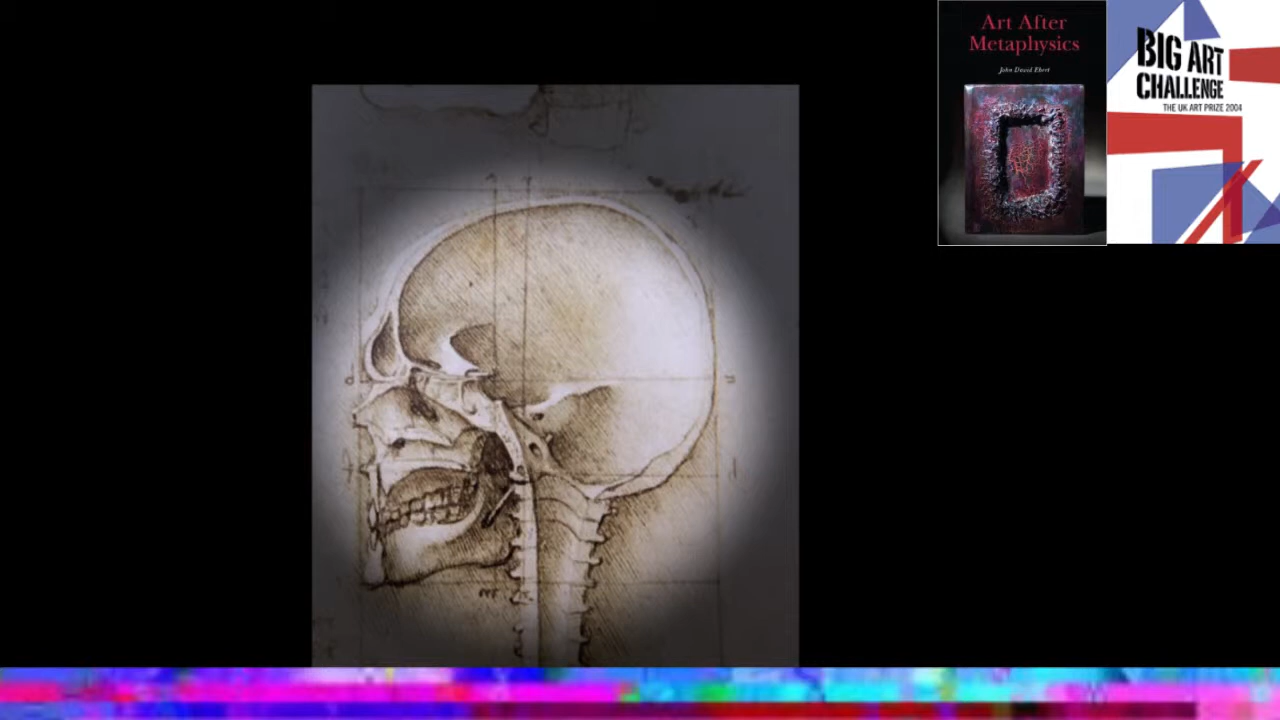 Art After
Metaphysics
John David Ebert
BIG ART
CHALLENGE
THE UK ART PRIZE 2004